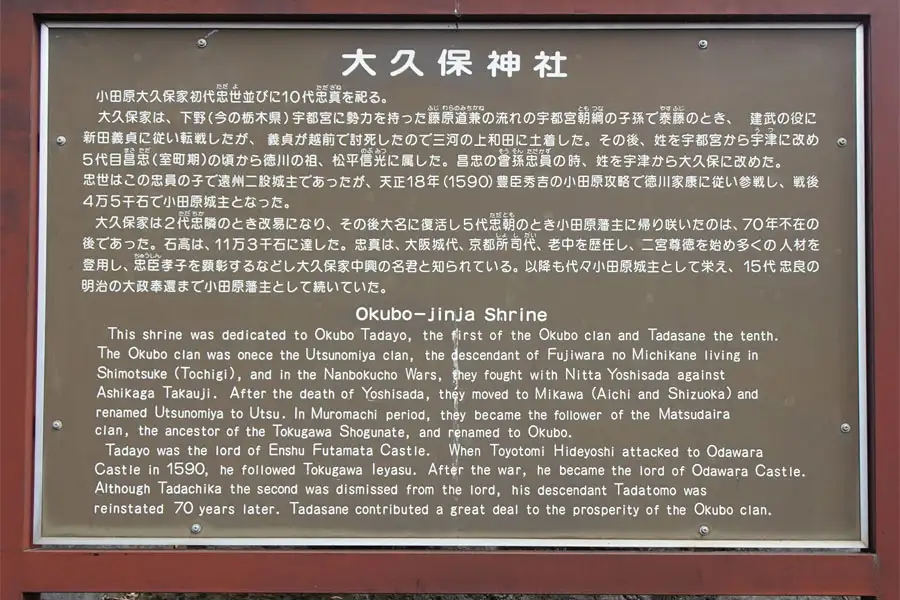 大久保神社
小田原大久保家初代忠世並びに10代忠真を祀る。
大久保家は、下野(今の栃木県)宇都宮に勢力を持った藤原道兼の流れの宇都宮朝綱の子孫で泰藤のとき、 建武の役に
新田義貞に従い転戦したが、 義貞が越前で討死したので三河の上和田に土着した。その後、姓を宇都宮から宇津に改め
5代目昌忠(室町期)の頃から徳川の祖、松平信光に属した。昌忠の曾孫忠員の時、姓を宇津から大久保に改めた。
忠世はこの忠員の子で遠州二設城主であったが、天正18年(1590)豊臣秀吉の小田原攻略で徳川家康に従い参戦し、戦後
4万5千石で小田原城主となった。
大久保家は2代忠隣のとき改易になり、その後大名に復活し5代忠朝のとき小田原藩主に帰り咲いたのは、70年不在の
後であった。石高は、11万3千石に達した。忠真は、大阪城代、京都所司代、老中を歴任し、二宮尊徳を始め多くの人材を
登用し、忠臣孝子を顕彰するなどし大久保家中興の名君と知られている。以降も代々小田原城主として栄え、15代忠良の
明治の大政奉還まで小田原藩主として続いていた。
Okubo-jinja Shrine
This shrine was dedicated to Okubo Tadayo, the first of the Okubo clan and Tadasane the tenth.
The Okubo clan was onece the Utsunomiya clan, the descendant of Fujiwara no Michikane living in
Shimotsuke (Tochigi), and in the Nanbokucho Wars, they fought with Nitta Yoshisada against
Ashikaga Takauji. After the death of Yoshisada, they moved to Mikawa (Aichi and Shizuoka) and
renamed Utsunomiya to Utsu. In Muromachi period, they became the follower of the Matsudaira
clan, the ancestor of the Tokugawa Shogunate, and renamed to Okubo.
Tadayo was the lord of Enshu Futamata Castle. When Toyotomi Hideyoshi attacked to Odawara
Castle in 1590, he followed Tokugawa Ieyasu. After the war, he became the lord of Odawara Castle.
Although Tadachika the second was dismissed from the lord, his descendant Tadatomo was
reinstated 70 years later. Tadasane contributed a great deal to the prosperity of the Okubo clan.